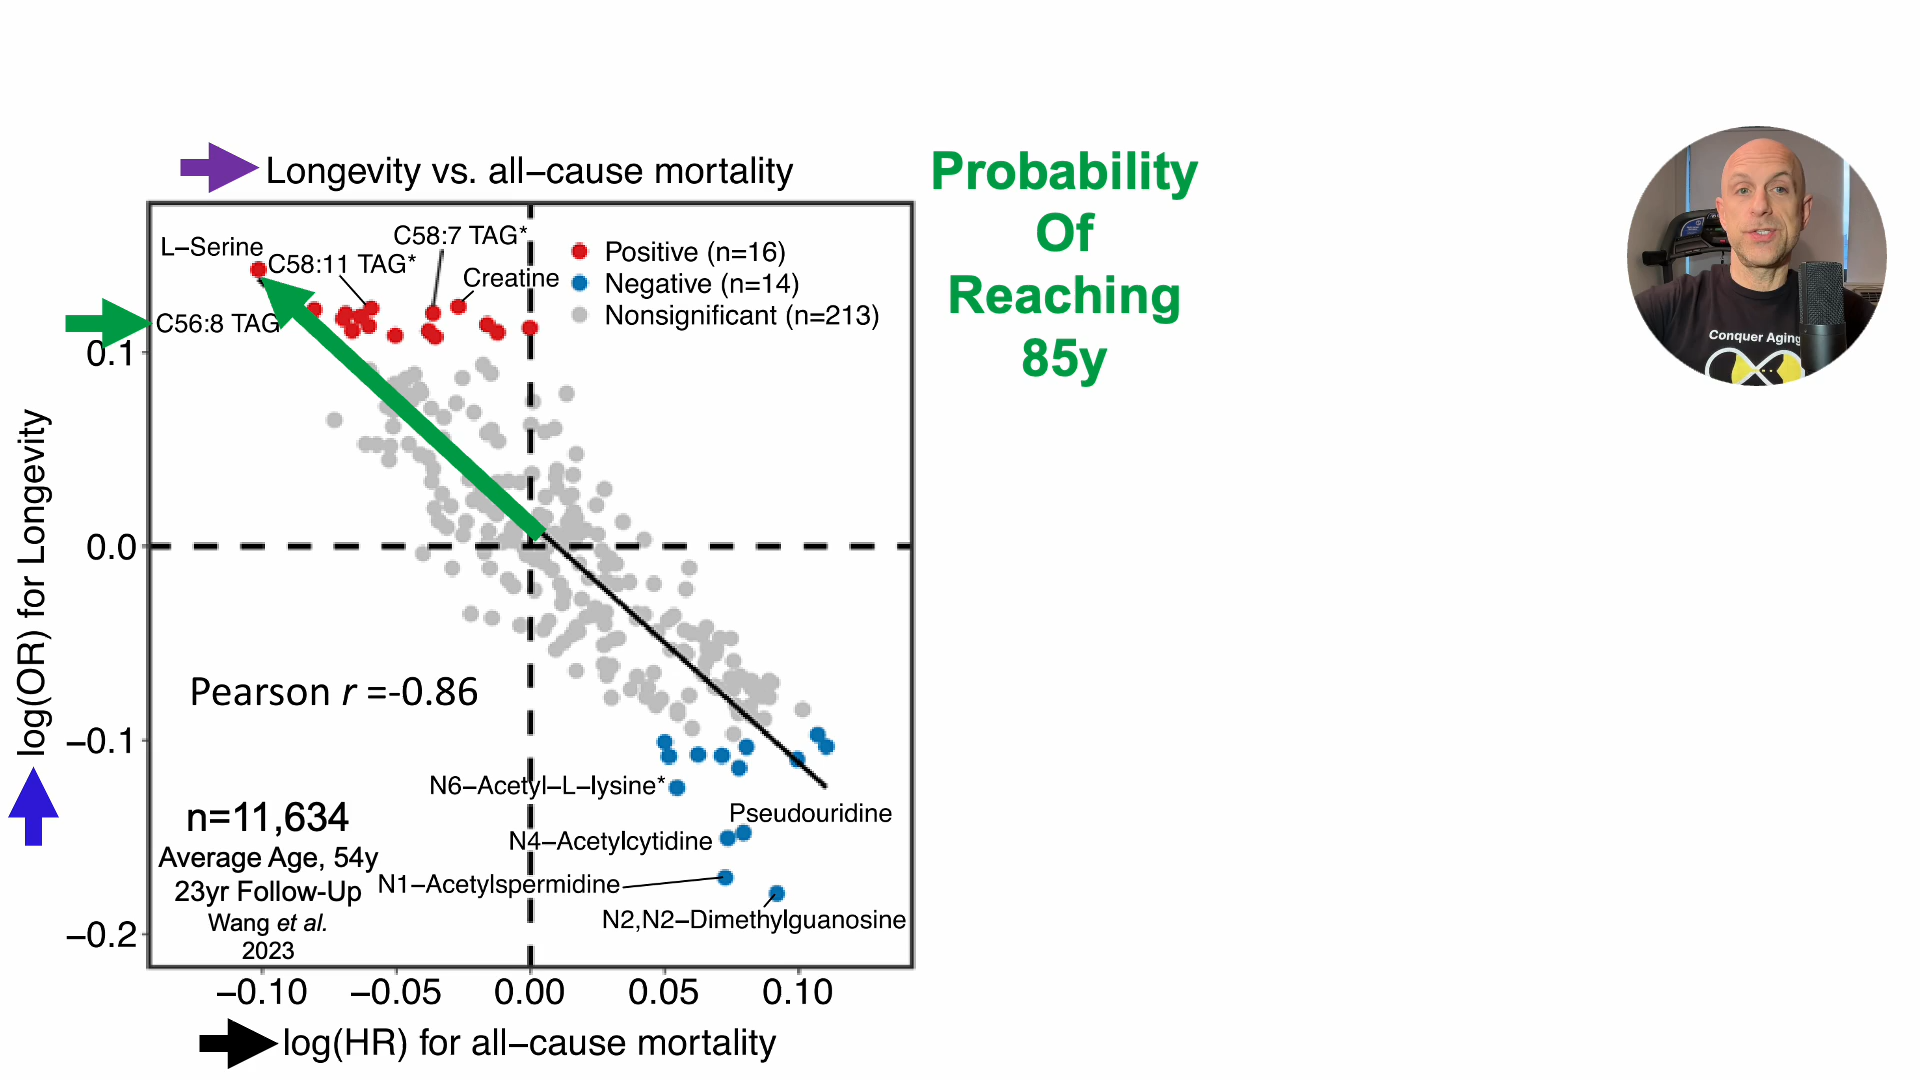 Longevity vs. all−cause mortality
Probability
Of
Reaching
85y
L−Serine
C58:11 TAG*
C58:7 TAG*
Creatine
C56:8 TAG
Positive (n=16)
Negative (n=14)
Nonsignificant (n=213)
Conquer Aging
log(OR) for Longevity
0.1
0.0
−0.1
−0.2
Pearson r =-0.86
n=11,634
Average Age, 54y
23yr Follow-Up
Wang et al.
2023
N6−Acetyl−L−lysine*
Pseudouridine
N4−Acetylcytidine
N1−Acetylspermidine
N2,N2−Dimethylguanosine
−0.10 −0.05 0.00 0.05 0.10
log(HR) for all−cause mortality